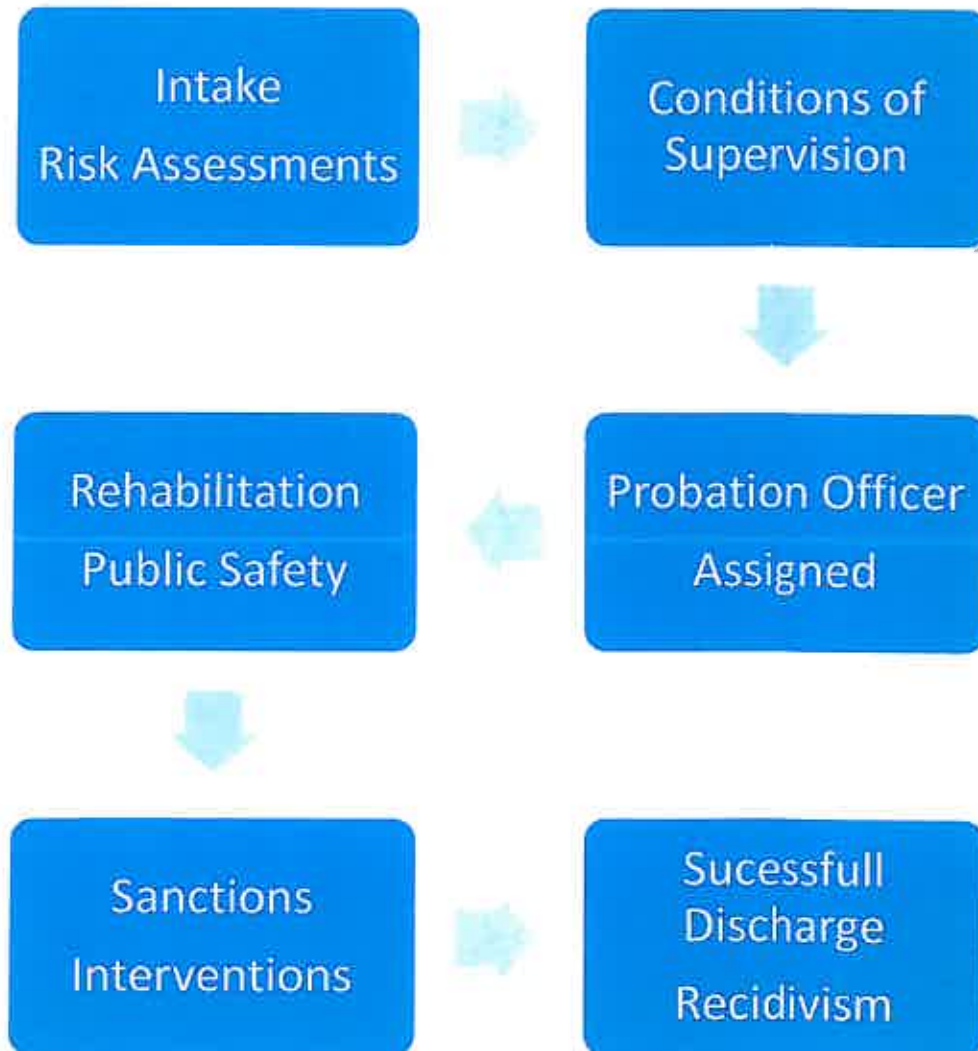 Intake
Risk Assessments
Conditions of
Supervision
Probation Officer
Assigned
Rehabilitation
Public Safety
Sanctions
Interventions
Sucessfull
Discharge
Recidivism